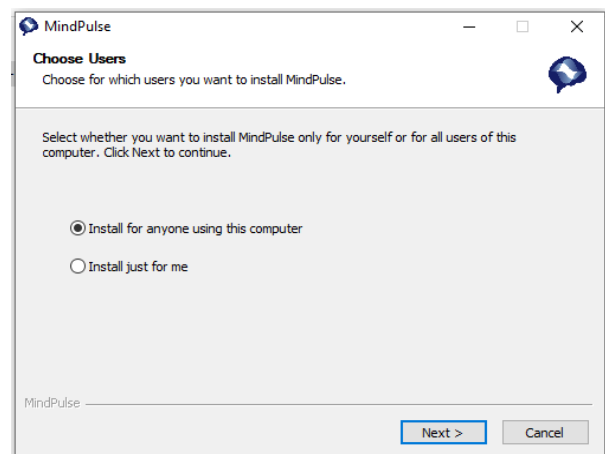 MindPulse
Choose Users
Choose for which users you want to install MindPulse.
Select whether you want to install MindPulse only for yourself or for all users of this
computer. Click Next to continue.
Install for anyone using this computer
Install just for me
MindPulse
Next >
Cancel